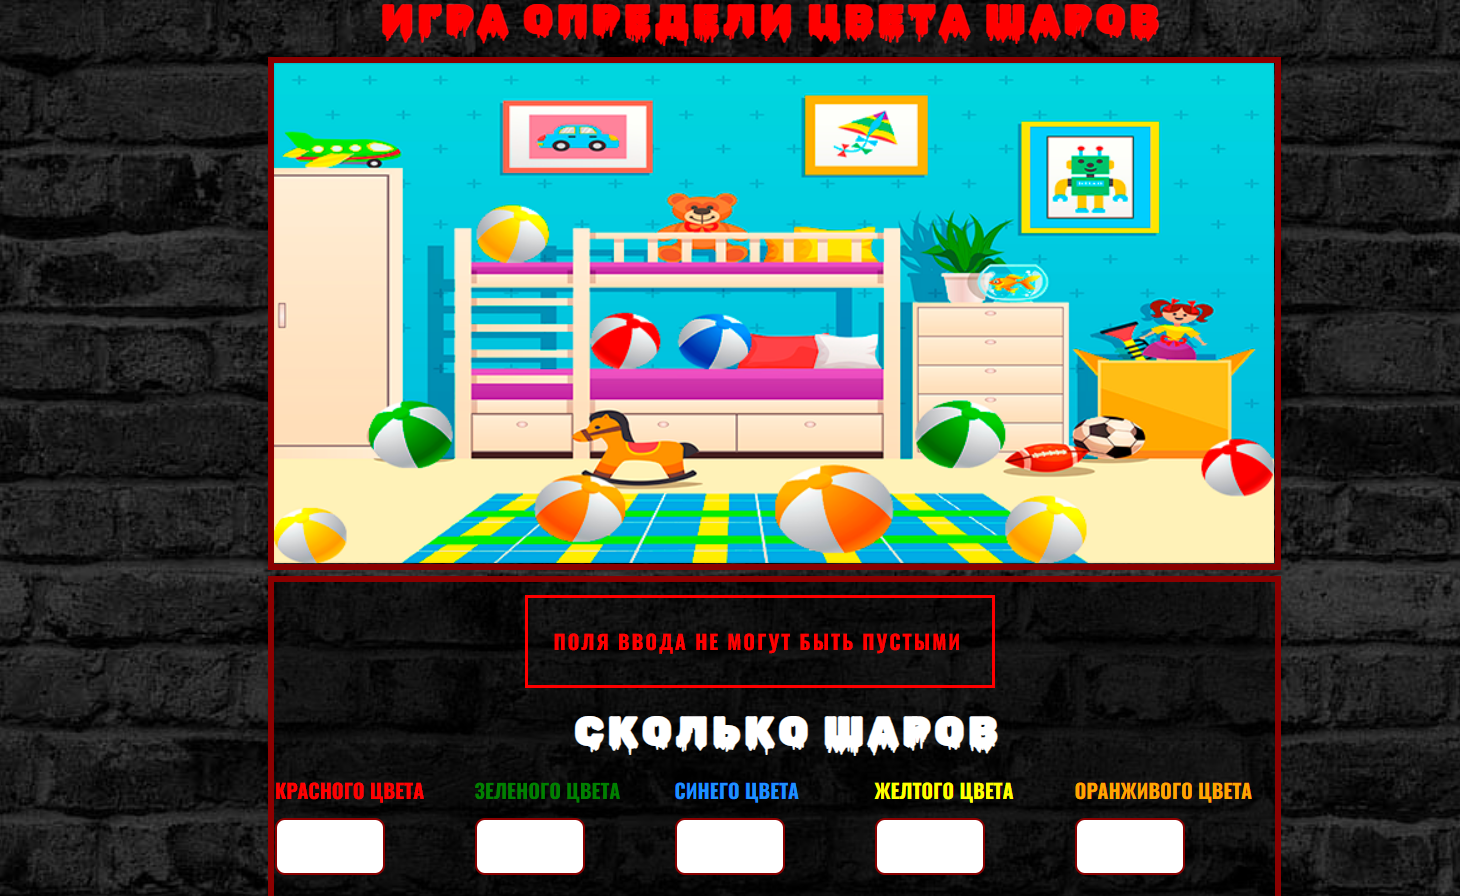 ИГРА ОПРЕДЕЛИ ЦВЕТА ШАРОВ
ПОЛЯ ВВОДА НЕ МОГУТ БЫТЬ ПУСТЫМИ
СКОЛЬКО ШАРОВ
КРАСНОГО ЦВЕТА ЗЕЛЕНОГО ЦВЕТА СИНЕГО ЦВЕТА ЖЕЛТОГО ЦВЕТА ОРАНЖИВОГО ЦВЕТА